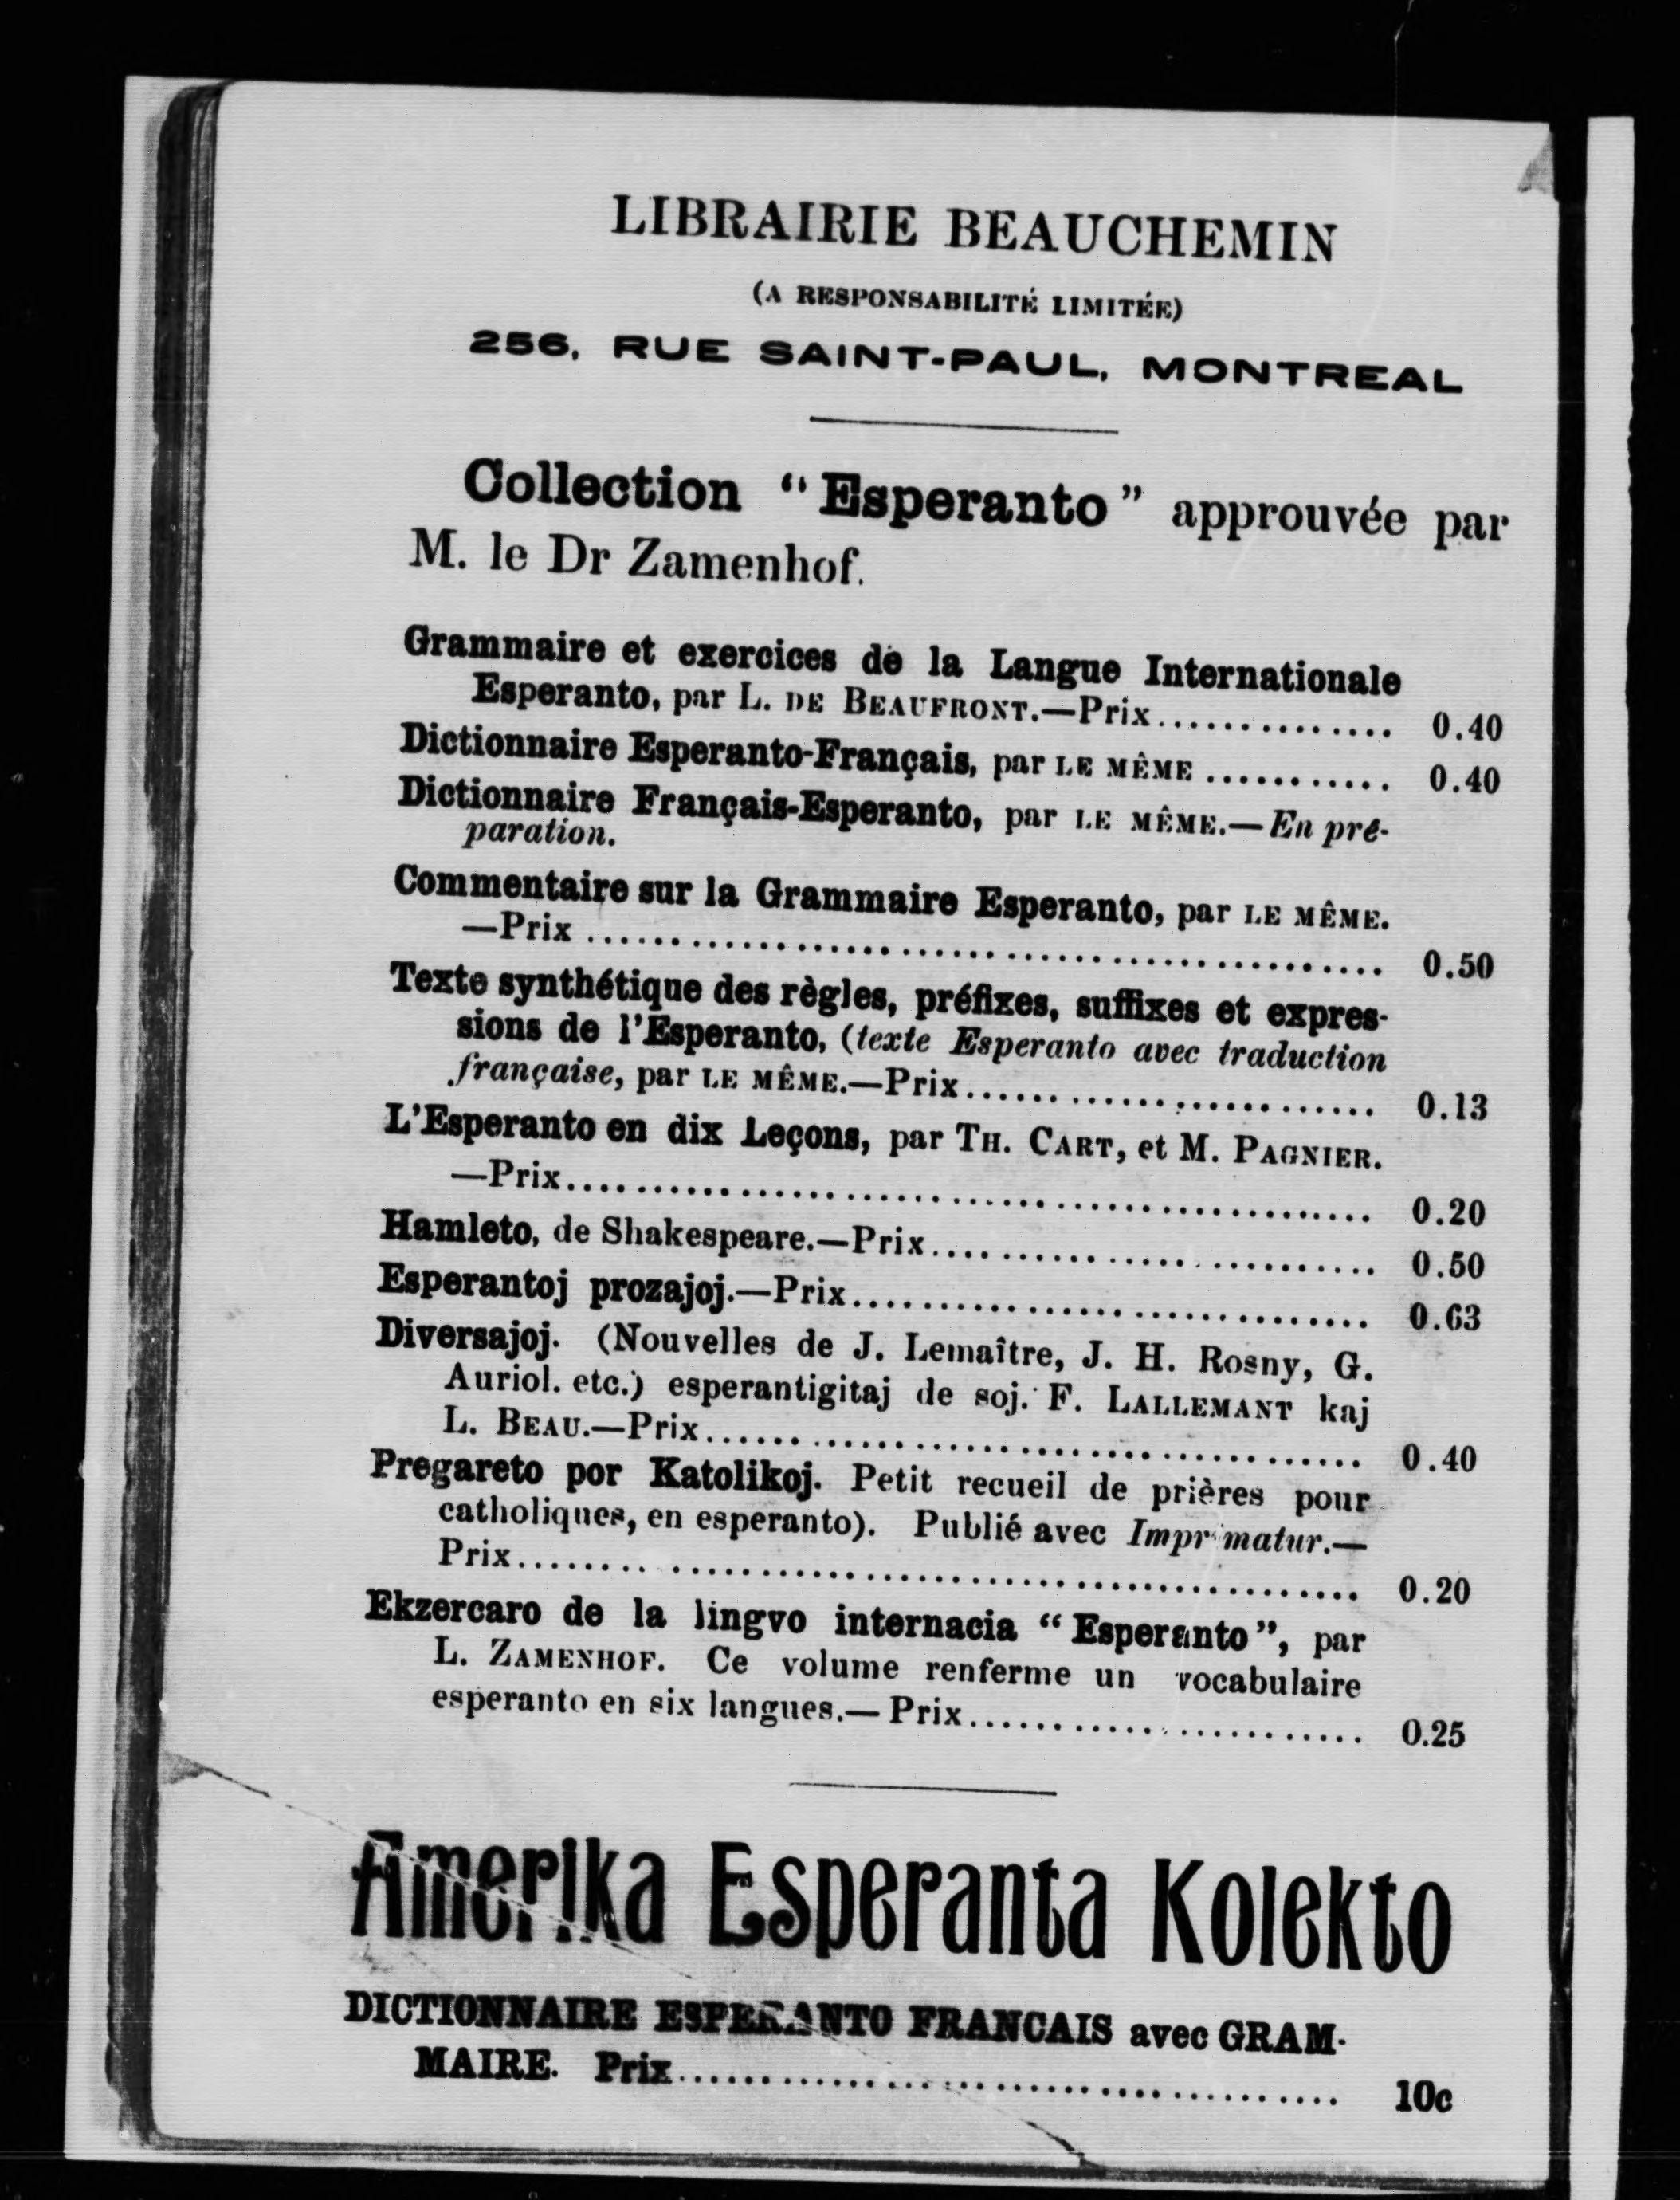 LIBRAIRIE BEAUCHEMIN
(A RESPONSABILITÉ LIMITÉE)
256, RUE SAINT-PAUL, MONTREAL
Collection “Esperanto” approuvée par
M. le Dr Zamenhof.
Grammaire et exercices de la Langue Internationale
Esperanto, par L. DE BEAUFRONT.—Prix.............. 0.40
Dictionnaire Esperanto-Français, par LE MÊME ........... 0.40
Dictionnaire Français-Esperanto, par LE MÊME.—En pré-
paration.
Commentaire sur la Grammaire Esperanto, par LE MÊME.
—Prix .............................................. 0.50
Texte synthétique des règles, préfixes, suffixes et expres-
sions de l'Esperanto, (texte Esperanto avec traduction
française, par LE MÊME.—Prix........................ 0.13
L'Esperanto en dix Leçons, par TH. CART, et M. PAGNIER.
—Prix.............................................. 0.20
Hamleto, de Shakespeare.—Prix.......................... 0.50
Esperantoj prozajoj.—Prix.............................. 0.63
Diversajoj. (Nouvelles de J. Lemaître, J. H. Rosny, G.
Auriol. etc.) esperantigitaj de soj. F. LALLEMANT kaj
L. BEAU.—Prix...................................... 0.40
Pregareto por Katolikoj. Petit recueil de prières pour
catholiques, en esperanto). Publié avec Imprimatur.—
Prix................................................ 0.20
Ekzercaro de la lingvo internacia “Esperanto”, par
L. ZAMENHOF. Ce volume renferme un vocabulaire
esperanto en six langues.—Prix....................... 0.25
Amerika Esperanta Kolekto
DICTIONNAIRE ESPERANTO FRANCAIS avec GRAM-
MAIRE. Prix...................................... 10c